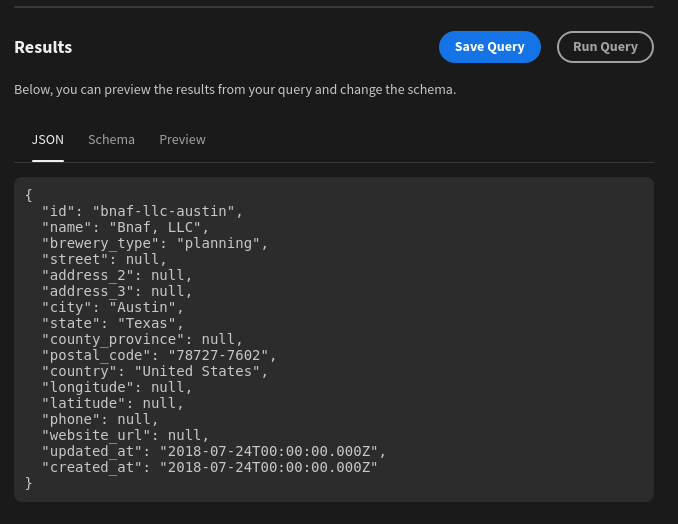 Results
Save Query
Run Query
Below, you can preview the results from your query and change the schema.
JSON
Schema
Preview
{
  "id": "bnaf-llc-austin",
  "name": "Bnaf, LLC",
  "brewery_type": "planning",
  "street": null,
  "address_2": null,
  "address_3": null,
  "city": "Austin",
  "state": "Texas",
  "county_province": null,
  "postal_code": "78727-7602",
  "country": "United States",
  "longitude": null,
  "latitude": null,
  "phone": null,
  "website_url": null,
  "updated_at": "2018-07-24T00:00:00.000Z",
  "created_at": "2018-07-24T00:00:00.000Z"
}